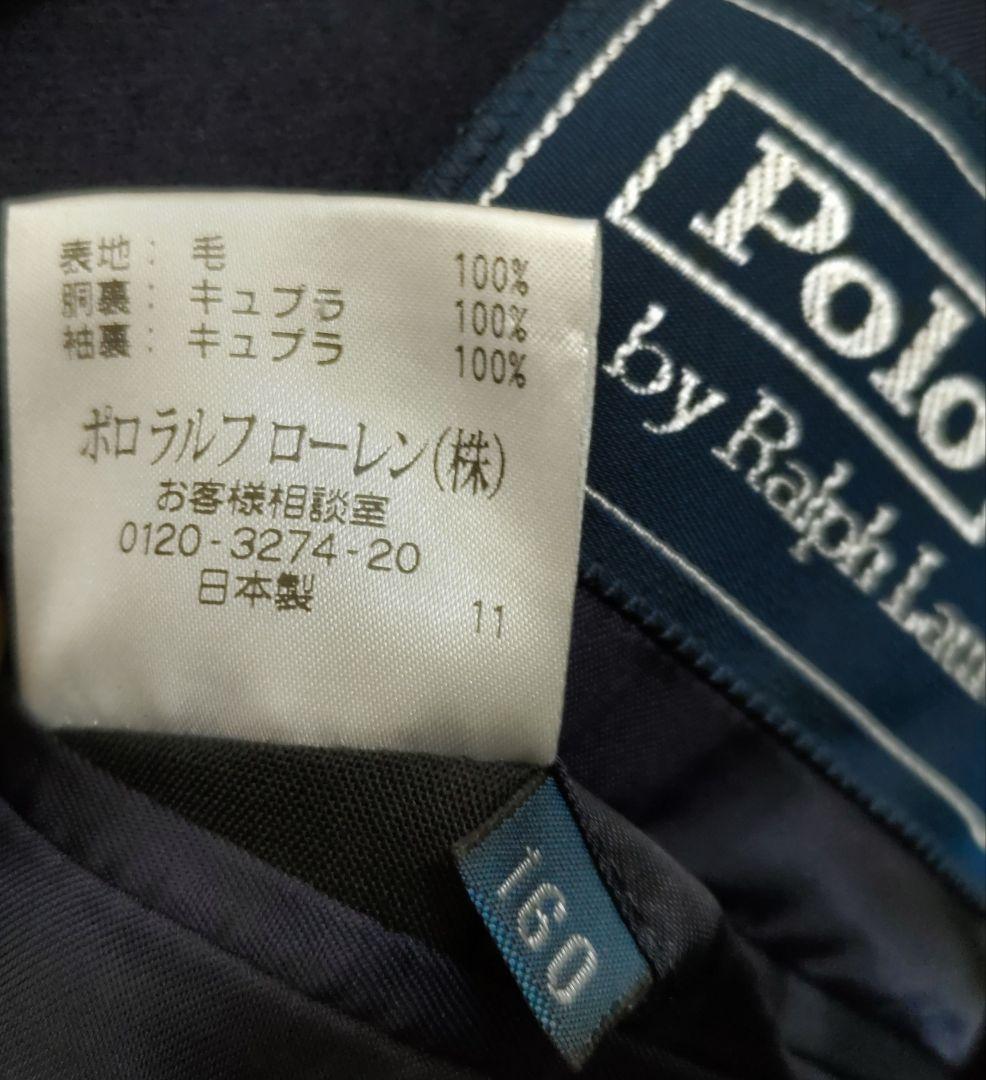 表地： 毛 100%
胴裏： キュプラ 100%
袖裏： キュプラ 100%
ポロ ラルフ ローレン(株)
お客様相談室
0120-3274-20
日本製
11
Polo
by Ralph
160